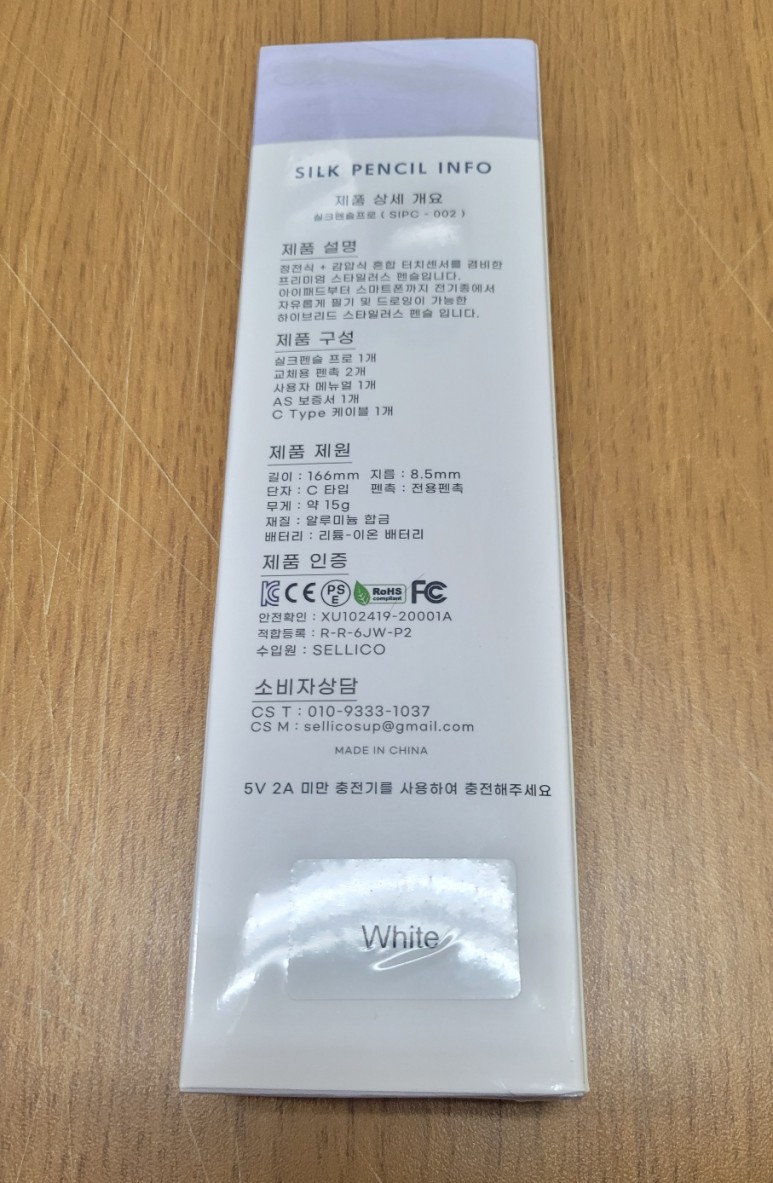 SILK PENCIL INFO
제품 상세 개요
실크펜슬프로 ( SIPC - 002 )
제품 설명
정전식 + 감압식 혼합 터치센서를 겸비한
프리미엄 스타일러스 펜슬입니다.
아이패드부터 스마트폰까지 전기종에서
자유롭게 필기 및 드로잉이 가능한
하이브리드 스타일러스 펜슬 입니다.
제품 구성
실크펜슬 프로 1개
교체용 펜촉 2개
사용자 메뉴얼 1개
AS 보증서 1개
C Type 케이블 1개
제품 제원
길이 : 166mm 지름 : 8.5mm
단자 : C 타입 펜촉 : 전용펜촉
무게 : 약 15g
재질 : 알루미늄 합금
배터리 : 리튬-이온 배터리
제품 인증
KC CE PSE RoHS compliant FC
안전확인 : XU102419-20001A
적합등록 : R-R-6JW-P2
수입원 : SELLICO
소비자상담
CS T : 010-9333-1037
CS M : sellicosup@gmail.com
MADE IN CHINA
5V 2A 미만 충전기를 사용하여 충전해주세요
White